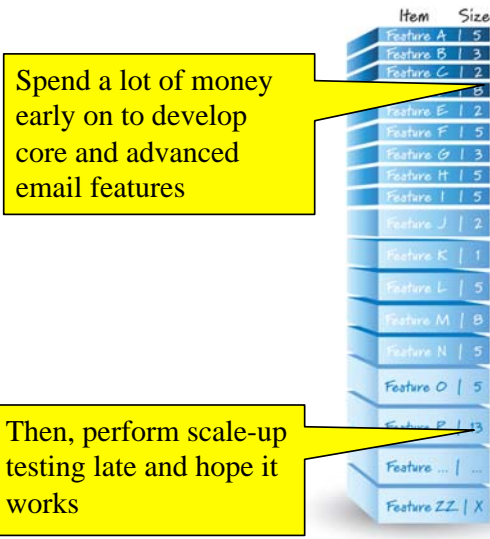 Item Size
Feature A | 5
Feature B | 3
Feature C | 2
| 8
Feature E | 2
Feature F | 5
Feature G | 3
Feature H | 5
Feature I | 5
Feature J | 2
Feature K | 1
Feature L | 5
Feature M | 8
Feature N | 5
Feature O | 5
Feature P | 13
Feature ... | ...
Feature ZZ | X
Spend a lot of money
early on to develop
core and advanced
email features
Then, perform scale-up
testing late and hope it
works